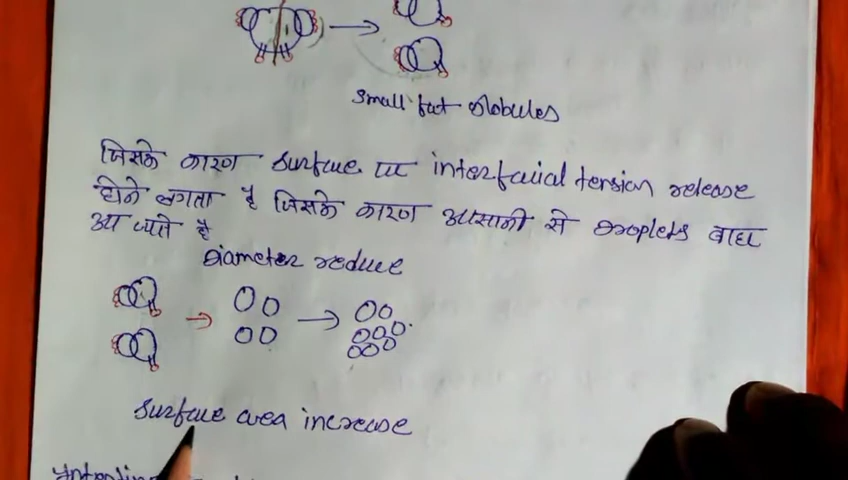 small fat globules
जिसके कारण surface या interfacial tension release
होने लगता है जिसके कारण आसानी से droplets बाहर
आ जाते है
Diameter reduce
surface area increase